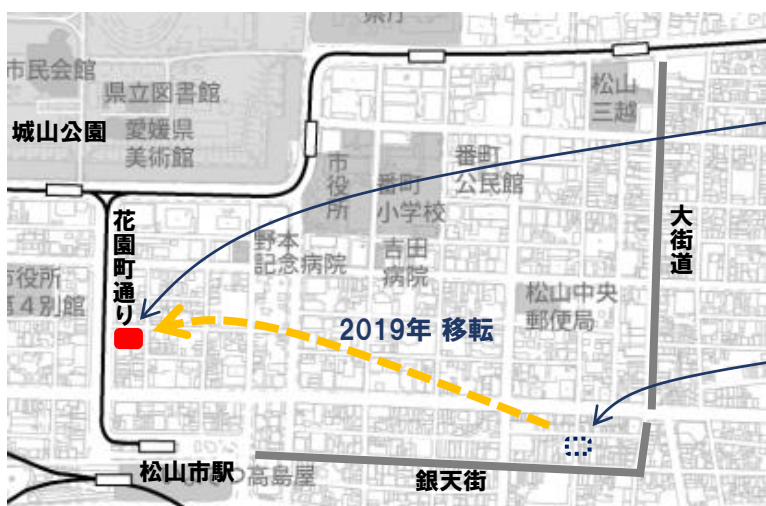 県庁
市民会館
県立図書館
松山
三越
城山公園
愛媛県
美術館
市役所
番町
小学校
番町
公民館
大街道
花園町通り
野本
記念病院
吉田
病院
市役所
第4別館
松山中央
郵便局
2019年 移転
松山市駅
高島屋
銀天街